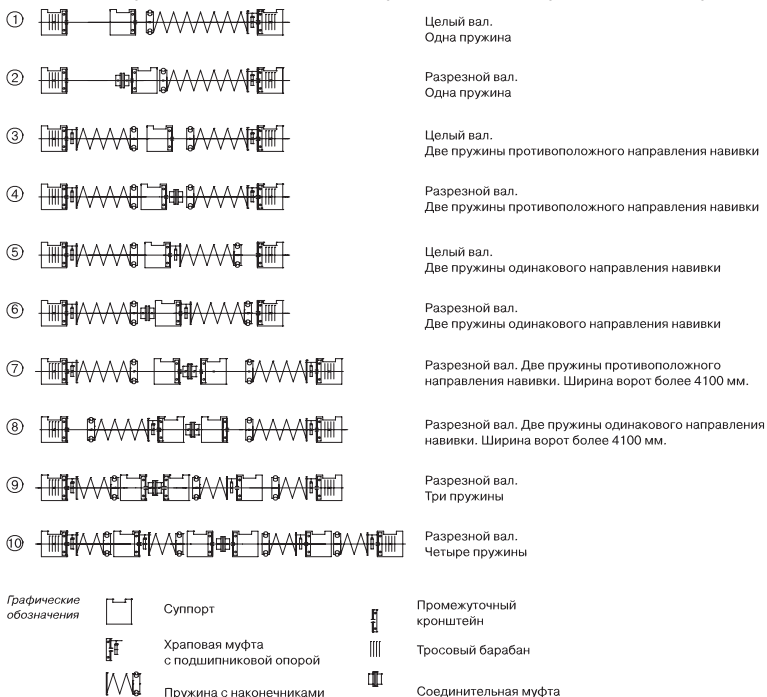 1
Целый вал.
Одна пружина
2
Разрезной вал.
Одна пружина
3
Целый вал.
Две пружины противоположного направления навивки
4
Разрезной вал.
Две пружины противоположного направления навивки
5
Целый вал.
Две пружины одинакового направления навивки
6
Разрезной вал.
Две пружины одинакового направления навивки
7
Разрезной вал. Две пружины противоположного
направления навивки. Ширина ворот более 4100 мм.
8
Разрезной вал. Две пружины одинакового направления
навивки. Ширина ворот более 4100 мм.
9
Разрезной вал.
Три пружины
10
Разрезной вал.
Четыре пружины
Графические
обозначения
Суппорт
Храповая муфта
с подшипниковой опорой
Пружина с наконечниками
Промежуточный
кронштейн
Тросовый барабан
Соединительная муфта